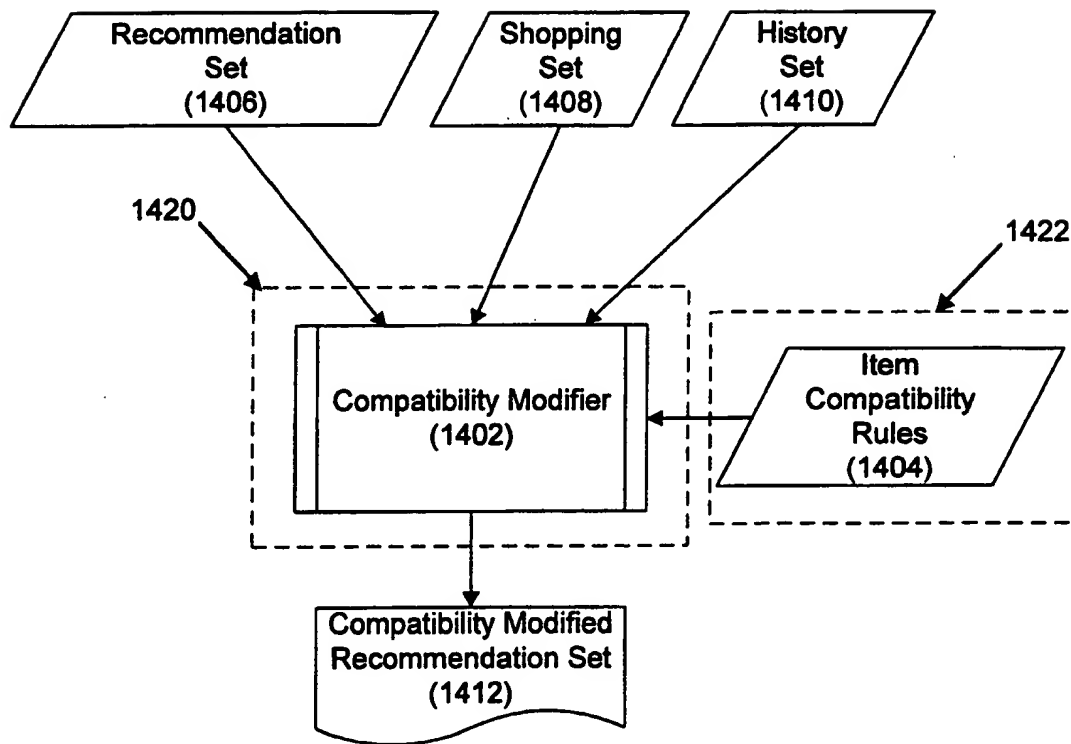 Recommendation
Set
(1406)
Shopping
Set
(1408)
History
Set
(1410)
1420
1422
Compatibility Modifier
(1402)
Item
Compatibility
Rules
(1404)
Compatibility Modified
Recommendation Set
(1412)